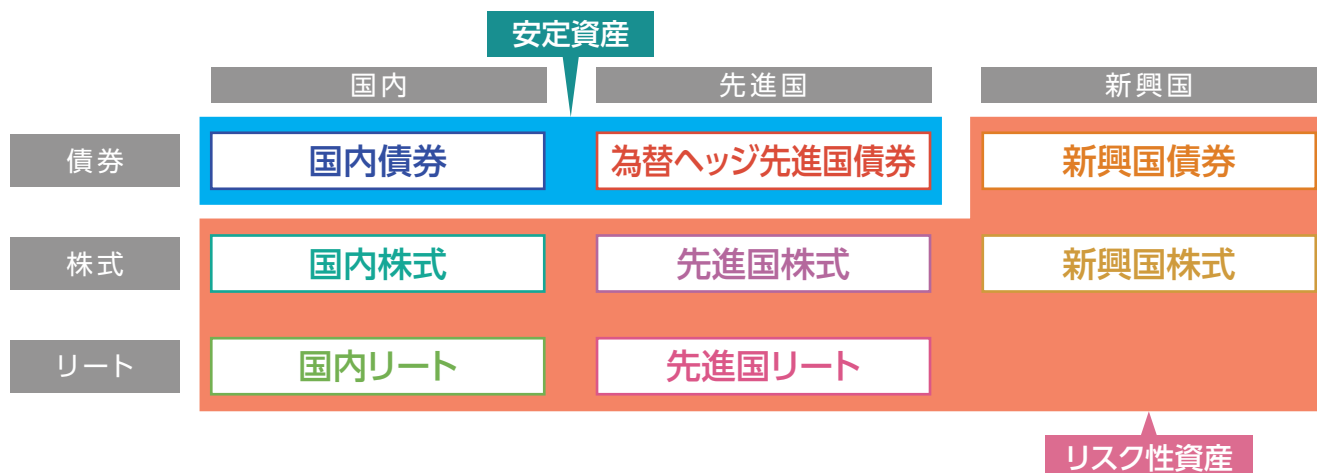 安定資産
国内
先進国
新興国
債券
国内債券
為替ヘッジ先進国債券
新興国債券
株式
国内株式
先進国株式
新興国株式
リート
国内リート
先進国リート
リスク性資産